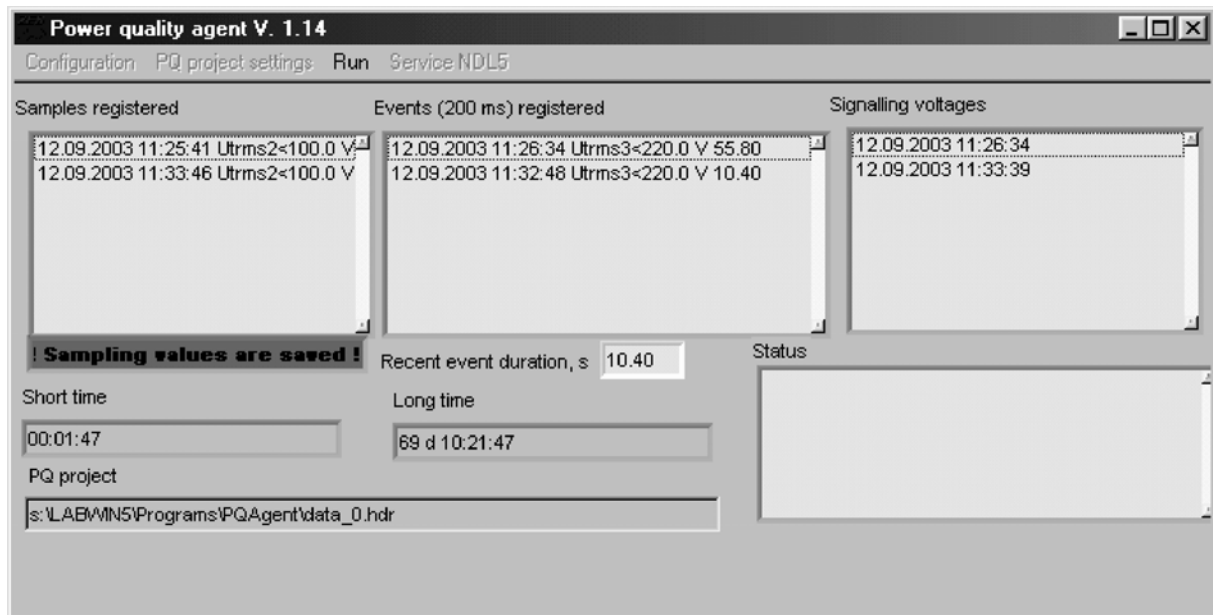 Power quality agent V. 1.14
Configuration PQ project settings Run Service NDL5
Samples registered
12.09.2003 11:25:41 Utrms2<100.0 V
12.09.2003 11:33:46 Utrms2<100.0 V
Events (200 ms) registered
12.09.2003 11:26:34 Utrms3<220.0 V 55.80
12.09.2003 11:32:48 Utrms3<220.0 V 10.40
Signalling voltages
12.09.2003 11:26:34
12.09.2003 11:33:39
! Sampling values are saved !
Recent event duration, s 10.40
Status
Short time
00:01:47
Long time
69 d 10:21:47
PQ project
s:\LABWIN5\Programs\PQAgent\data_0.hdr